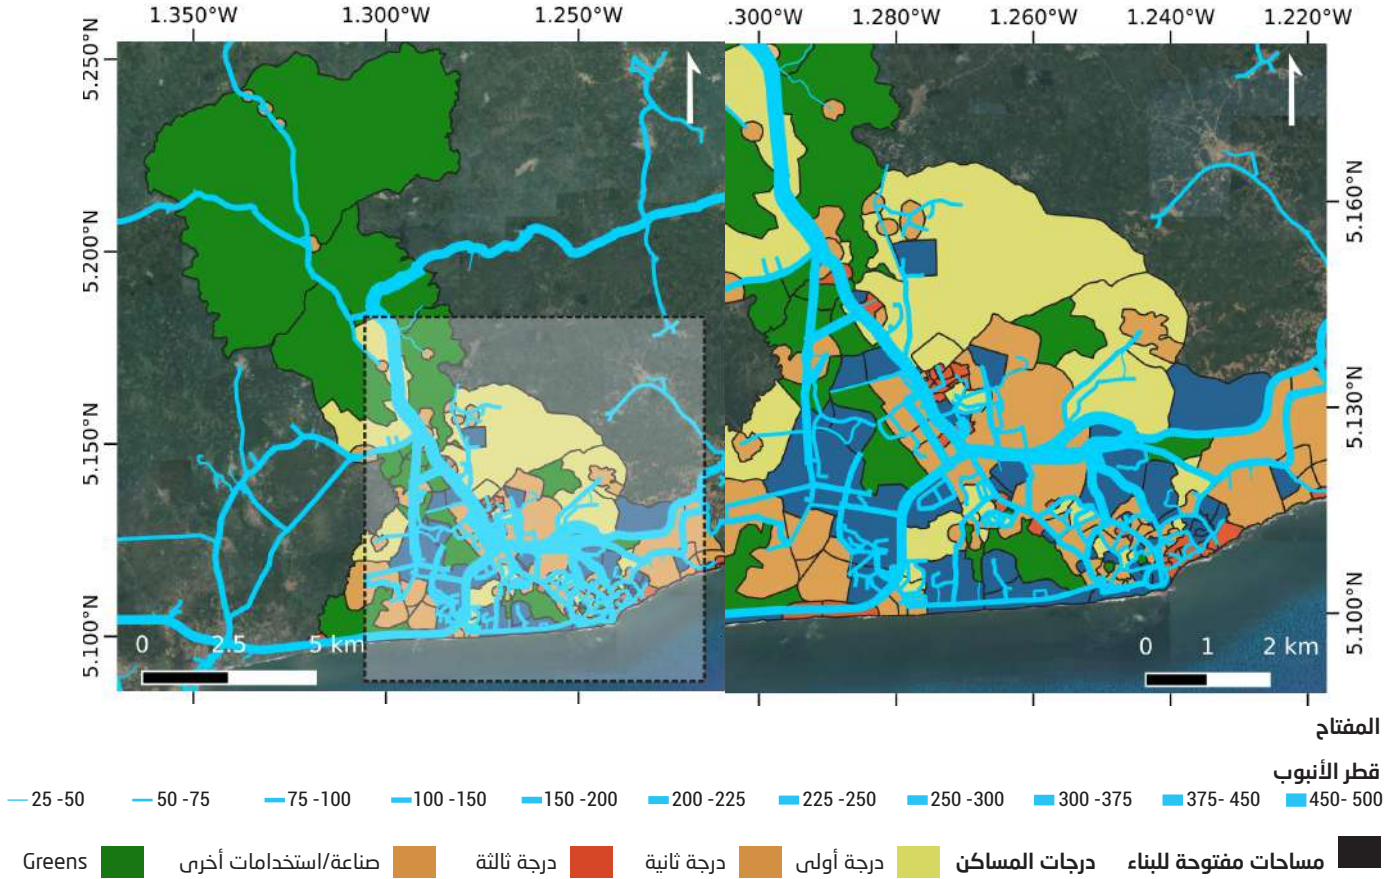 1.350°W 1.300°W 1.250°W
.300°W 1.280°W 1.260°W 1.240°W 1.220°W
5.250°N
5.200°N
5.150°N
5.100°N
5.160°N
5.130°N
5.100°N
0 2.5 5 km
0 1 2 km
المفتاح
قطر الأنبوب
25 -50 50 -75 75 -100 100 -150 150 -200 200 -225 225 -250 250 -300 300 -375 375- 450 450- 500
مساحات مفتوحة للبناء درجات المساكن درجة أولى درجة ثانية درجة ثالثة صناعة/استخدامات أخرى Greens